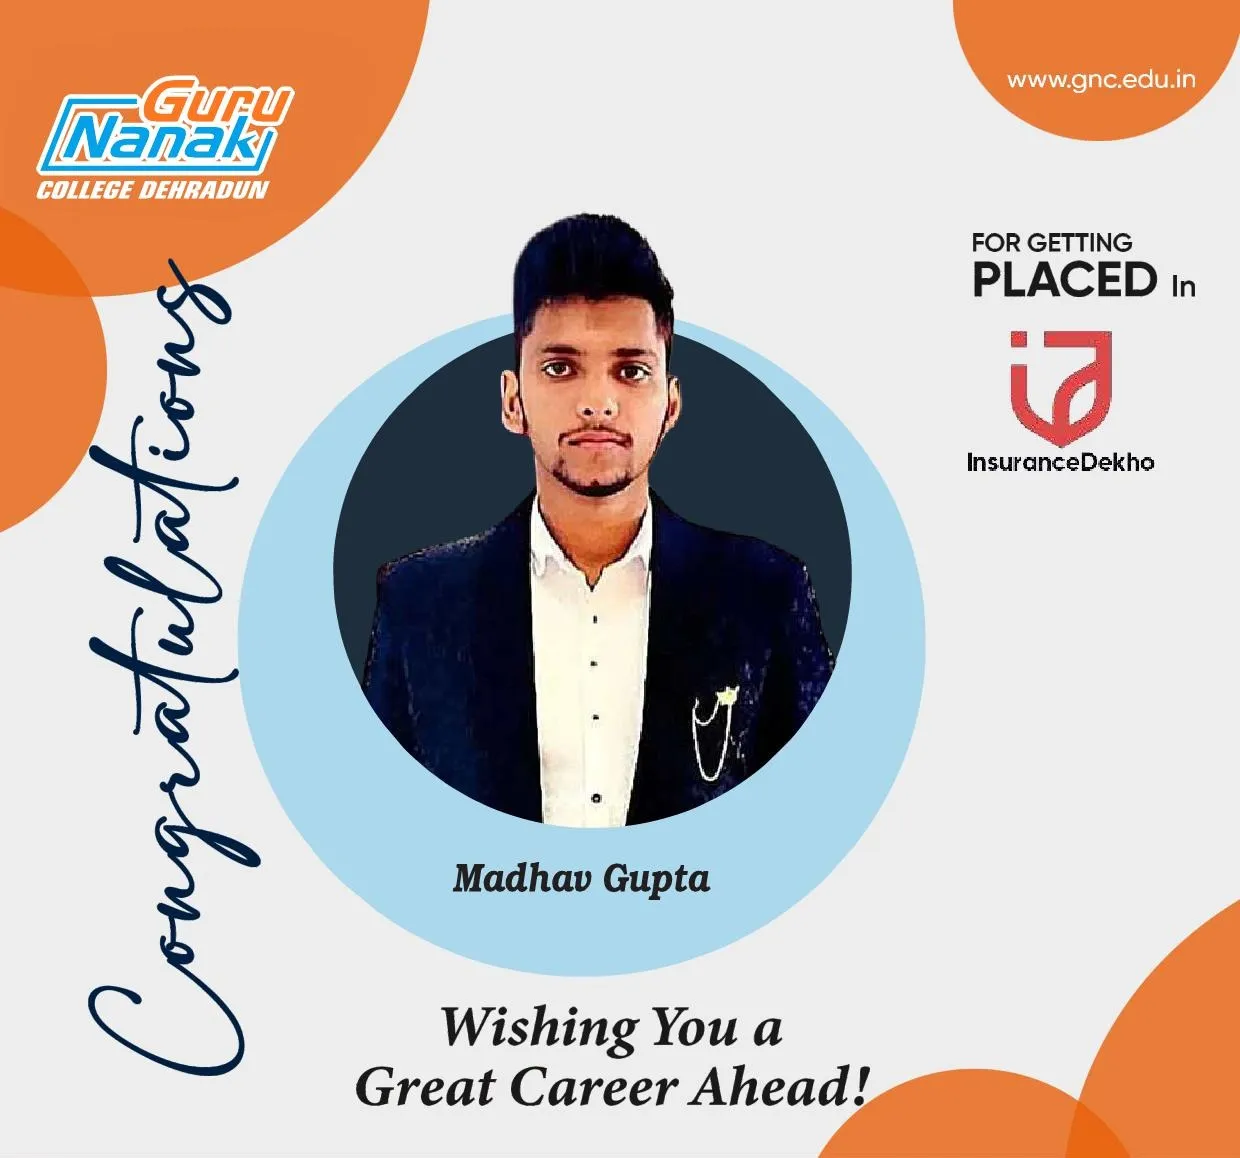 Guru
Nanak
COLLEGE DEHRADUN
www.gnc.edu.in
Congratulations
FOR GETTING
PLACED In
InsuranceDekho
Madhav Gupta
Wishing You a
Great Career Ahead!